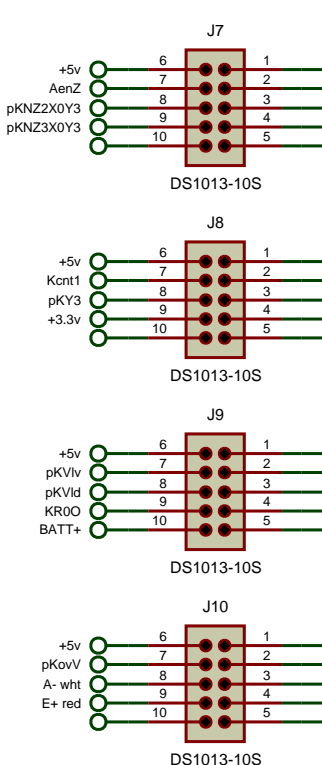 J7
+5v 6 1
AenZ 7 2
pKNZ2X0Y3 8 3
pKNZ3X0Y3 9 4
10 5
DS1013-10S
J8
+5v 6 1
Kcnt1 7 2
pKY3 8 3
+3.3v 9 4
10 5
DS1013-10S
J9
+5v 6 1
pKVlv 7 2
pKVld 8 3
KR0O 9 4
BATT+ 10 5
DS1013-10S
J10
+5v 6 1
pKovV 7 2
A- wht 8 3
E+ red 9 4
10 5
DS1013-10S